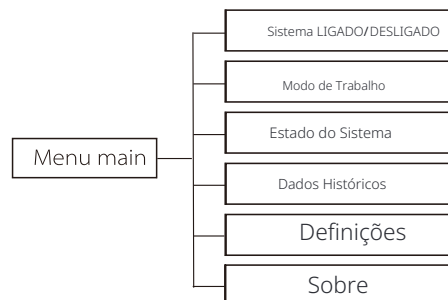 Sistema LIGADO/DESLIGADO
Modo de Trabalho
Estado do Sistema
Menu main
Dados Históricos
Definições
Sobre